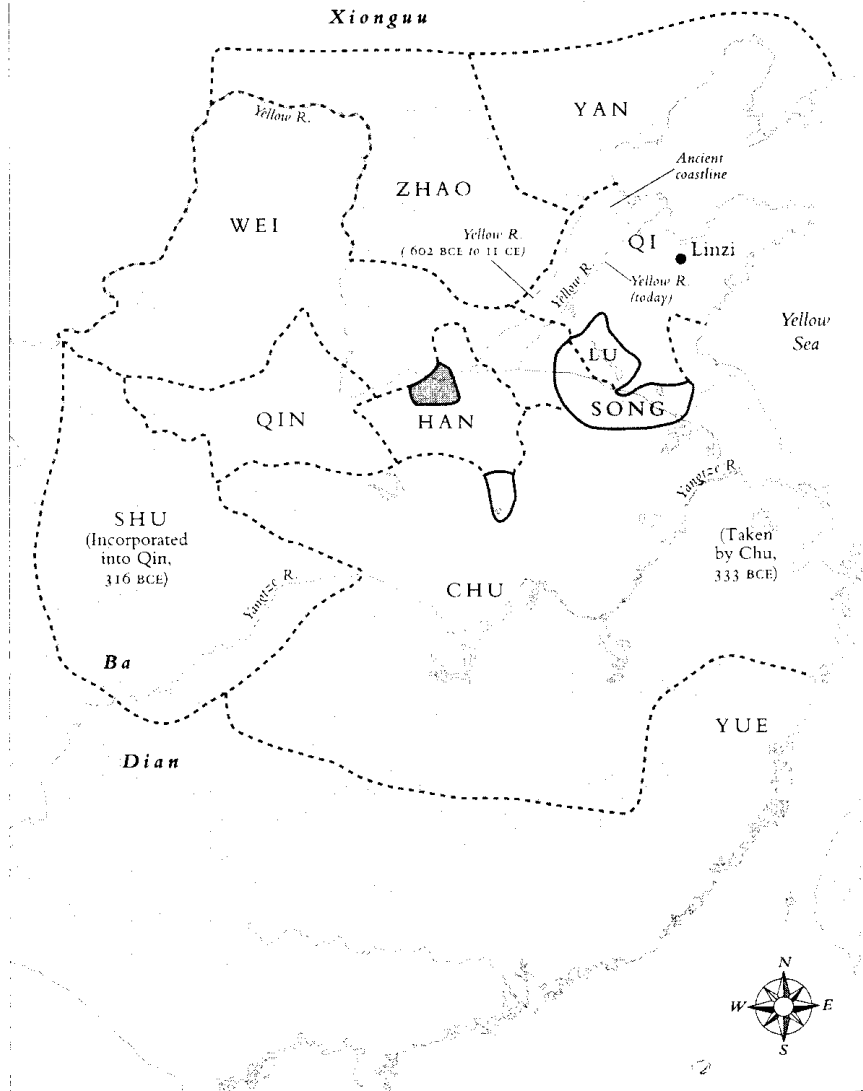 Xionguu
Yellow R.
YAN
Ancient
coastline
ZHAO
WEI
Yellow R.
(602 BCE to 11 CE)
QI
Linzi
Yellow R.
Yellow R.
(today)
Yellow
Sea
LU
SONG
QIN
HAN
Yangtze R.
SHU
(Incorporated
into Qin,
316 BCE)
(Taken
by Chu,
333 BCE)
Yangtze R.
CHU
Ba
YUE
Dian
N
W
E
S